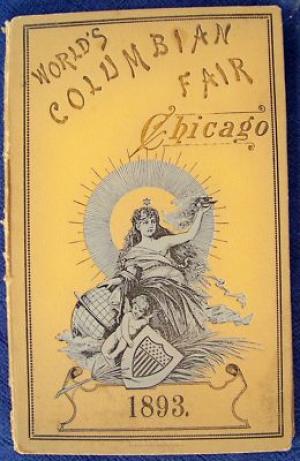 WORLD'S
COLUMBIAN
FAIR
Chicago
1893.